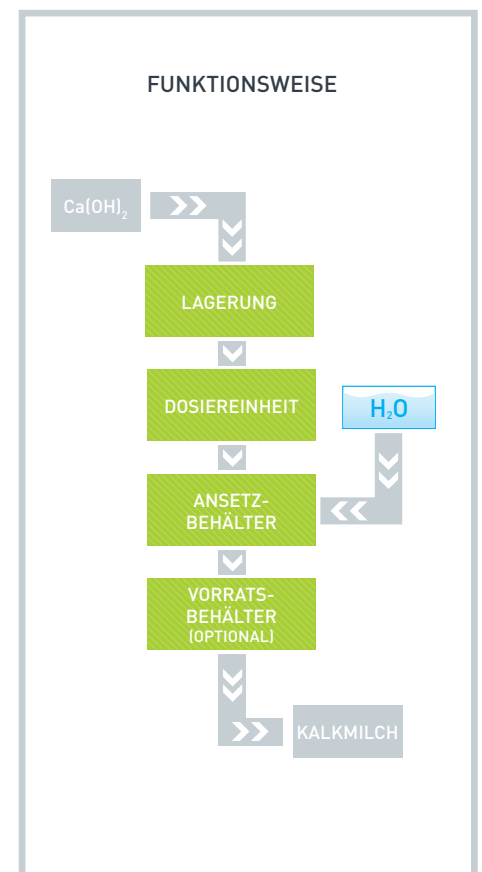 FUNKTIONSWEISE
Ca(OH)₂
LAGERUNG
DOSIEREINHEIT
H₂O
ANSETZ-
BEHÄLTER
VORRATS-
BEHÄLTER
(OPTIONAL)
KALKMILCH